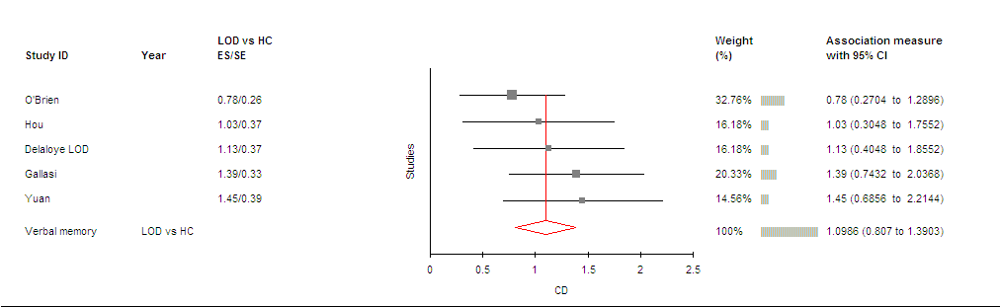 LOD vs HC Weight Association measure
Study ID Year ES/SE (%) with 95% CI
O'Brien 0.78/0.26 32.76% 0.78 (0.2704 to 1.2896)
Hou 1.03/0.37 16.18% 1.03 (0.3048 to 1.7552)
Delaloye LOD 1.13/0.37 16.18% 1.13 (0.4048 to 1.8552)
Studies
Gallasi 1.39/0.33 20.33% 1.39 (0.7432 to 2.0368)
Yuan 1.45/0.39 14.56% 1.45 (0.6856 to 2.2144)
Verbal memory LOD vs HC 100% 1.0986 (0.807 to 1.3903)
0 0.5 1 1.5 2 2.5
CD